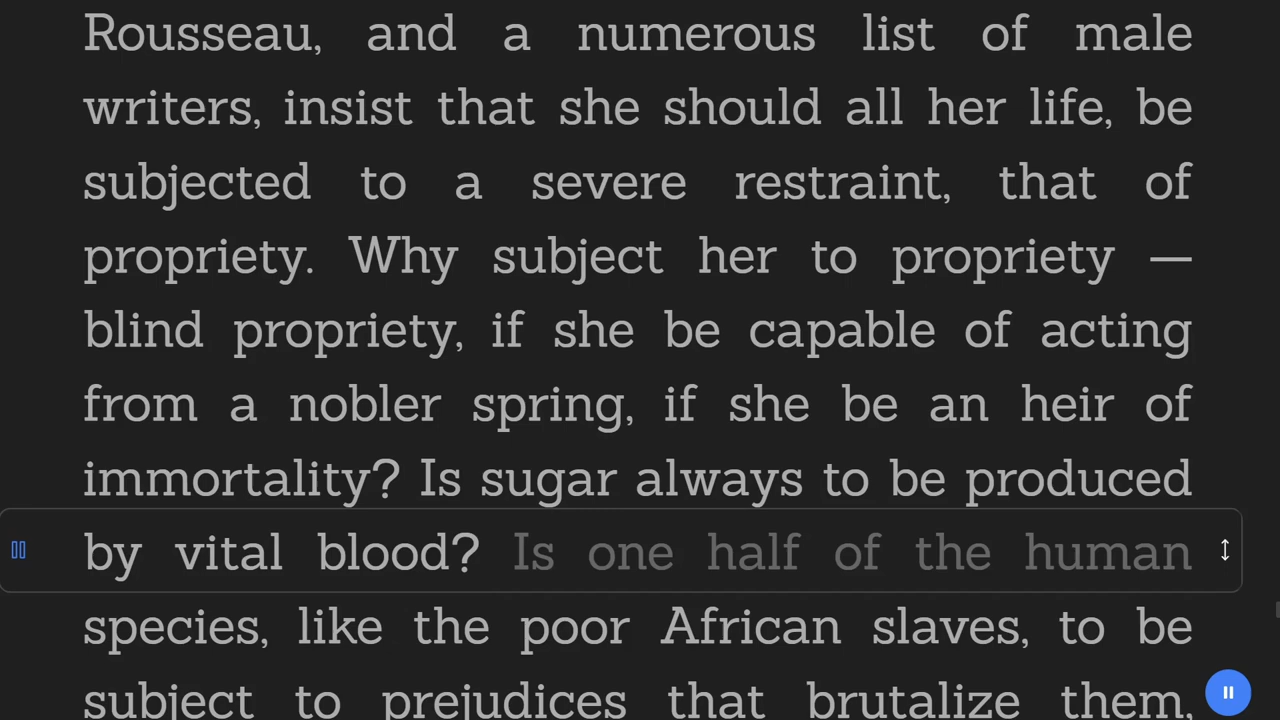 Rousseau, and a numerous list of male
writers, insist that she should all her life, be
subjected to a severe restraint, that of
propriety. Why subject her to propriety —
blind propriety, if she be capable of acting
from a nobler spring, if she be an heir of
immortality? Is sugar always to be produced
by vital blood? Is one half of the human
species, like the poor African slaves, to be
subject to prejudices that brutalize them,